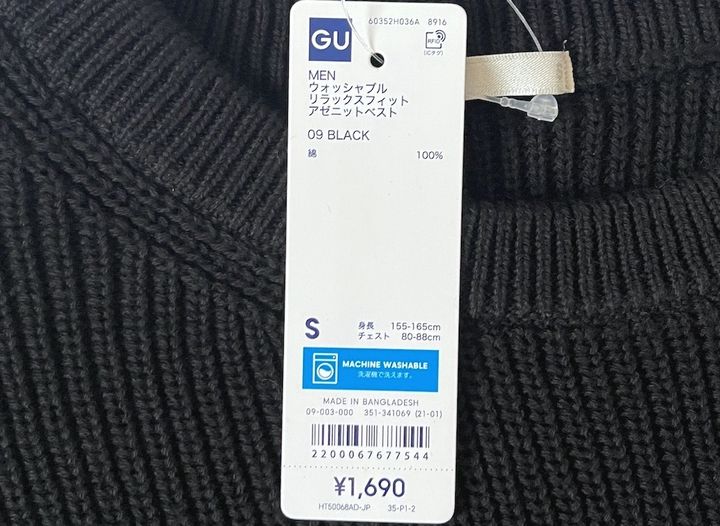 60352H036A 8916
GU
RFID
(ICタグ)
MEN
ウォッシャブル
リラックスフィット
アゼニットベスト
09 BLACK
綿 100%
S
身長 155-165cm
チェスト 80-88cm
MACHINE WASHABLE
洗濯機で洗えます。
MADE IN BANGLADESH
09-003-000 351-341069 (21-01)
2200067677544
¥1,690
HT50068AD-JP 35-P1-2